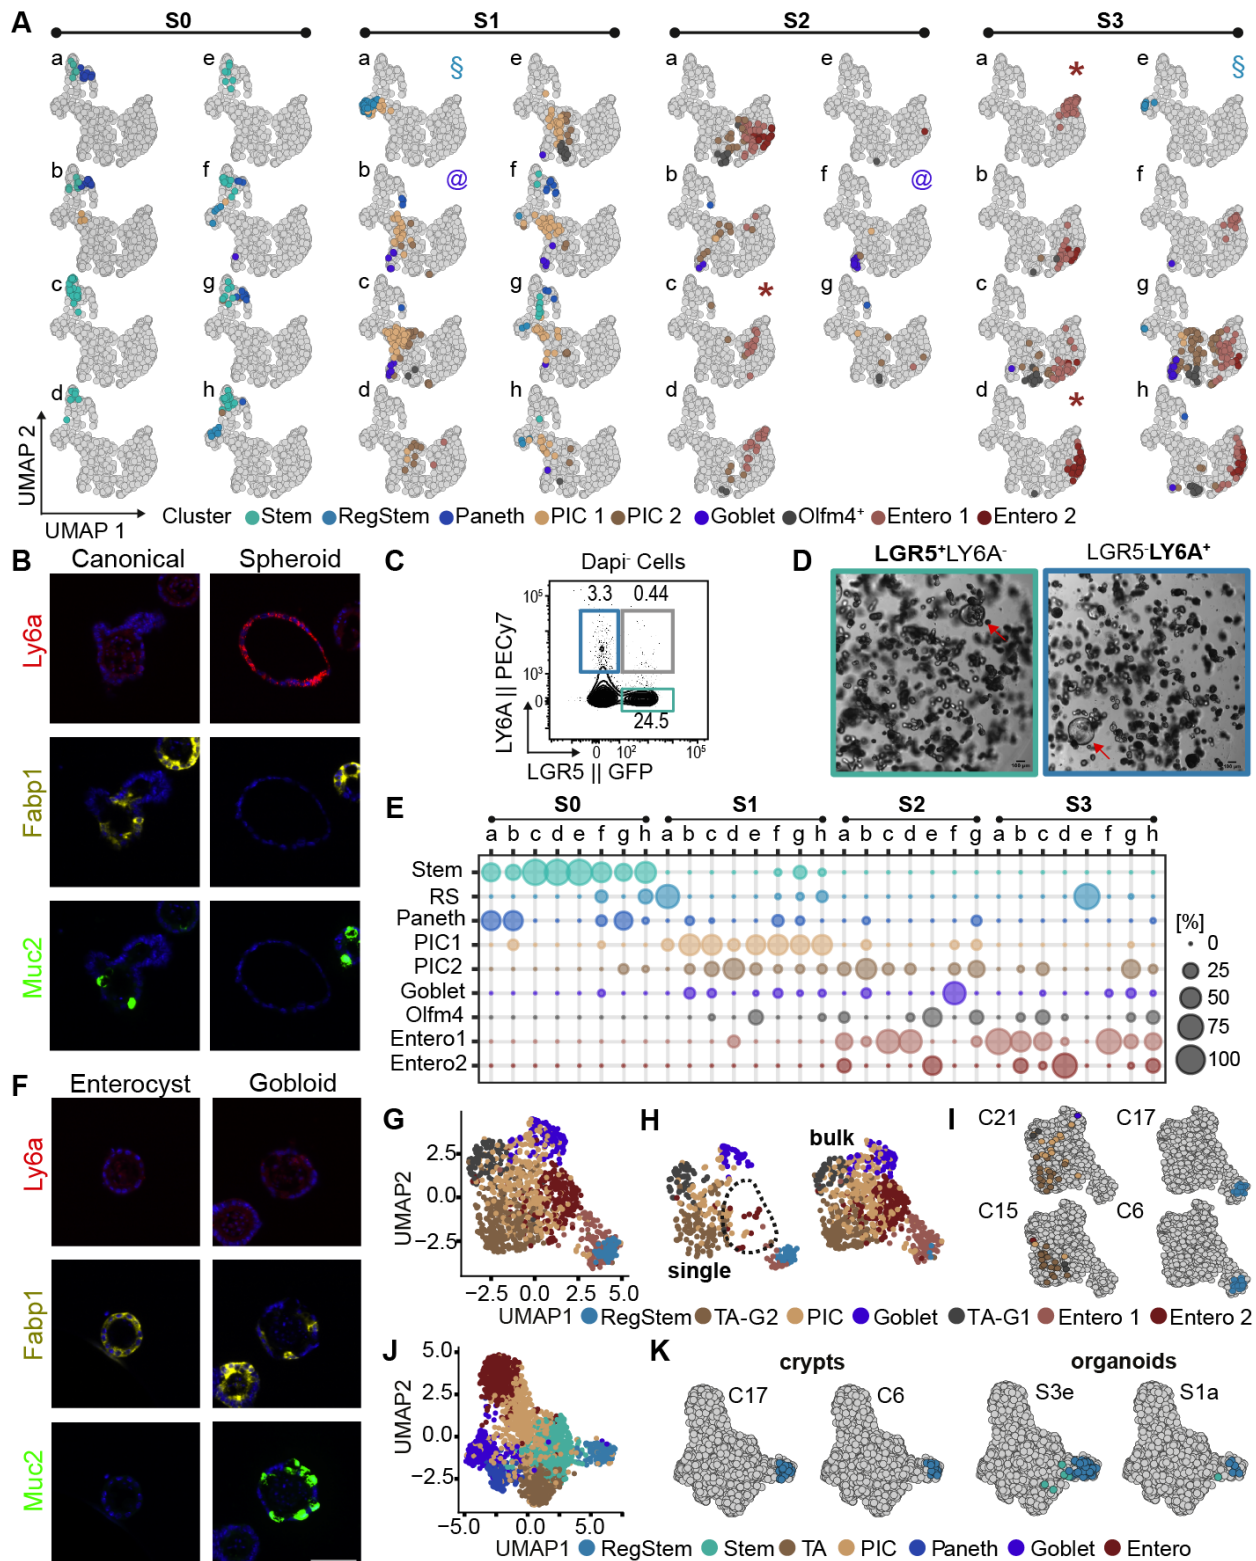 A
S0
S1
S2
S3
a
e
a
§
e
a
e
a
*
e
§
b
f
b
@
f
b
f
@
b
f
c
g
c
g
c
*
g
c
g
d
h
d
h
d
d
*
h
UMAP 2
UMAP 1
Cluster
Stem
RegStem
Paneth
PIC 1
PIC 2
Goblet
Olfm4⁺
Entero 1
Entero 2
B
Canonical
Spheroid
Ly6a
Fabp1
Muc2
C
Dapi⁻ Cells
3.3
0.44
24.5
10⁵
10³
0
0
10²
10⁵
LY6A || PECy7
LGR5 || GFP
D
LGR5⁺LY6A⁻
LGR5⁻LY6A⁺
E
S0
S1
S2
S3
a b c d e f g h a b c d e f g h a b c d e f g a b c d e f g h
Stem
RS
Paneth
PIC1
PIC2
Goblet
Olfm4
Entero1
Entero2
[%]
0
25
50
75
100
F
Enterocyst
Gobloid
Ly6a
Fabp1
Muc2
G
UMAP2
2.5
0.0
−2.5
−2.5 0.0 2.5 5.0
UMAP1
H
bulk
single
I
C21
C17
C15
C6
RegStem
TA-G2
PIC
Goblet
TA-G1
Entero 1
Entero 2
J
UMAP2
5.0
2.5
0.0
−2.5
−5.0 0.0 5.0
UMAP1
K
crypts
organoids
C17
C6
S3e
S1a
RegStem
Stem
TA
PIC
Paneth
Goblet
Entero